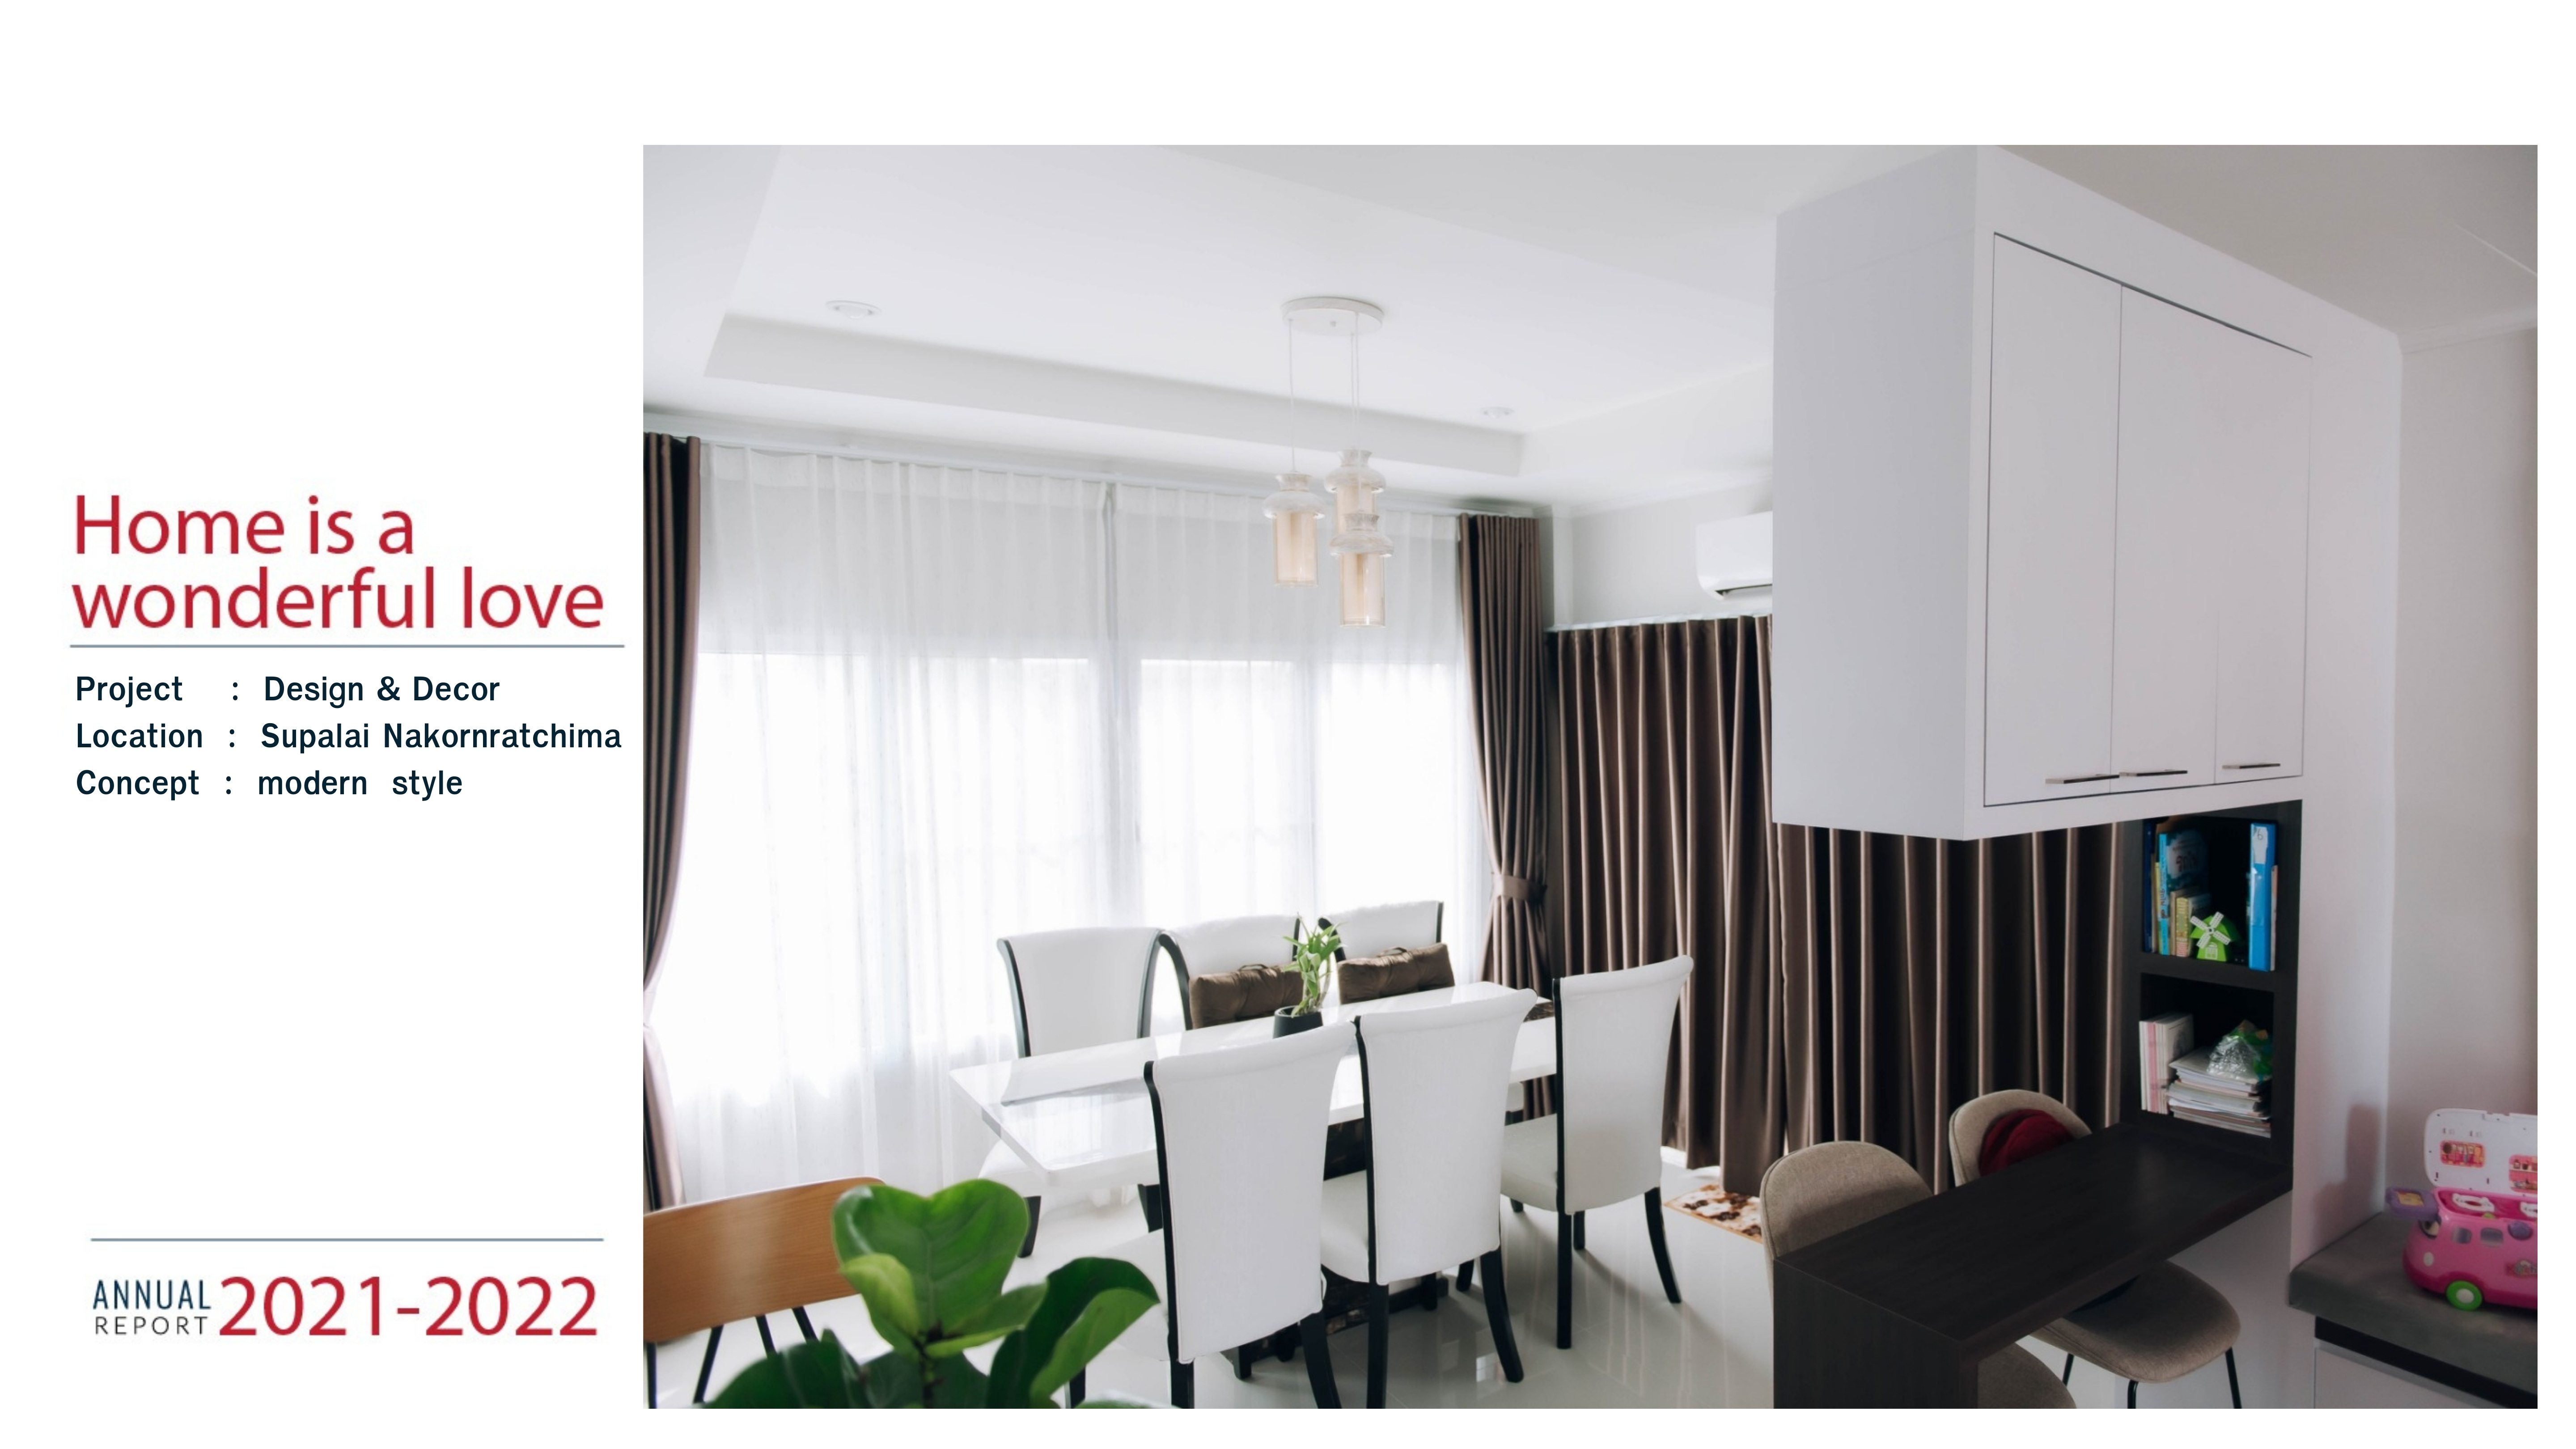 Home is a
wonderful love
Project : Design & Decor
Location : Supalai Nakornratchima
Concept : modern style
ANNUAL
REPORT 2021-2022